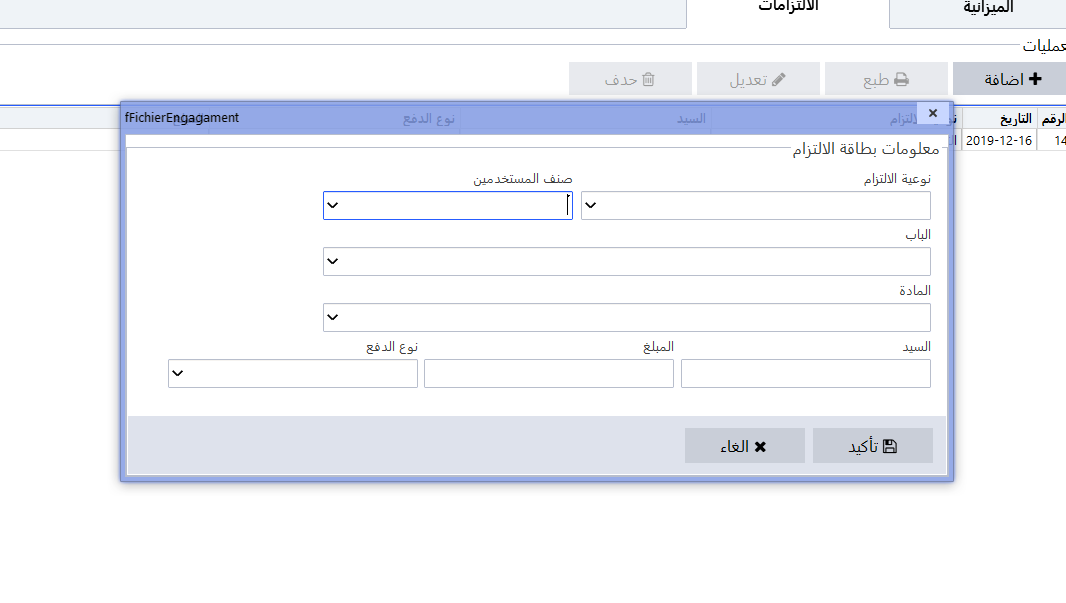 الميزانية
الالتزامات
عمليات
اضافة
طبع
تعديل
حذف
fFichierEngagament
الرقم
التاريخ
السيد
نوع الدفع
14
2019-12-16
معلومات بطاقة الالتزام
نوعية الالتزام
صنف المستخدمين
الباب
المادة
السيد
المبلغ
نوع الدفع
تأكيد
الغاء